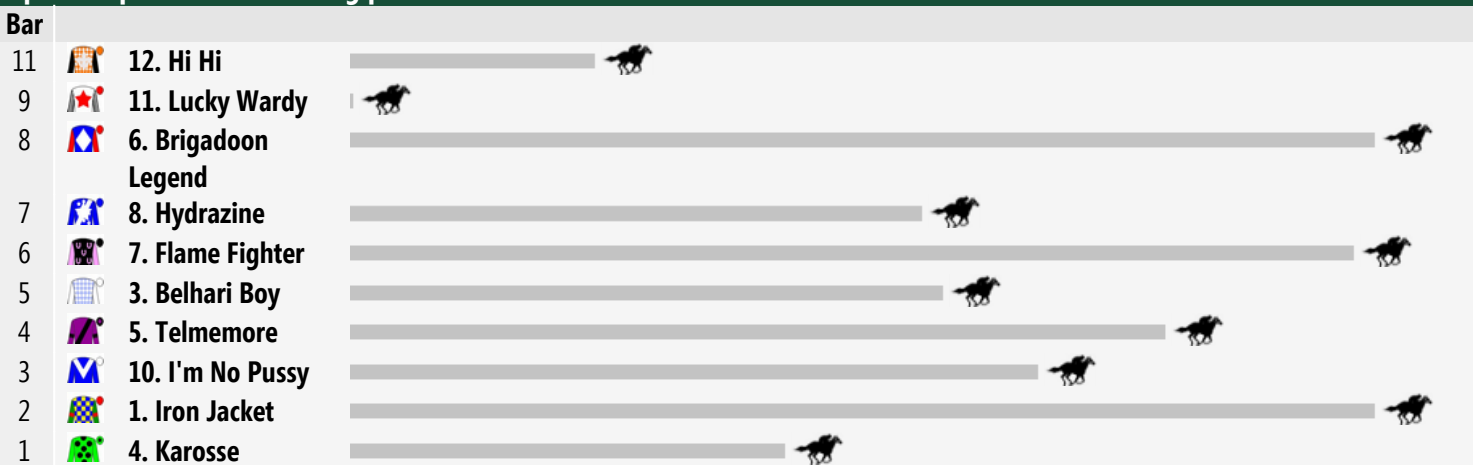 Bar
11 12. Hi Hi
9 11. Lucky Wardy
8 6. Brigadoon
Legend
7 8. Hydrazine
6 7. Flame Fighter
5 3. Belhari Boy
4 5. Telmemore
3 10. I'm No Pussy
2 1. Iron Jacket
1 4. Karosse